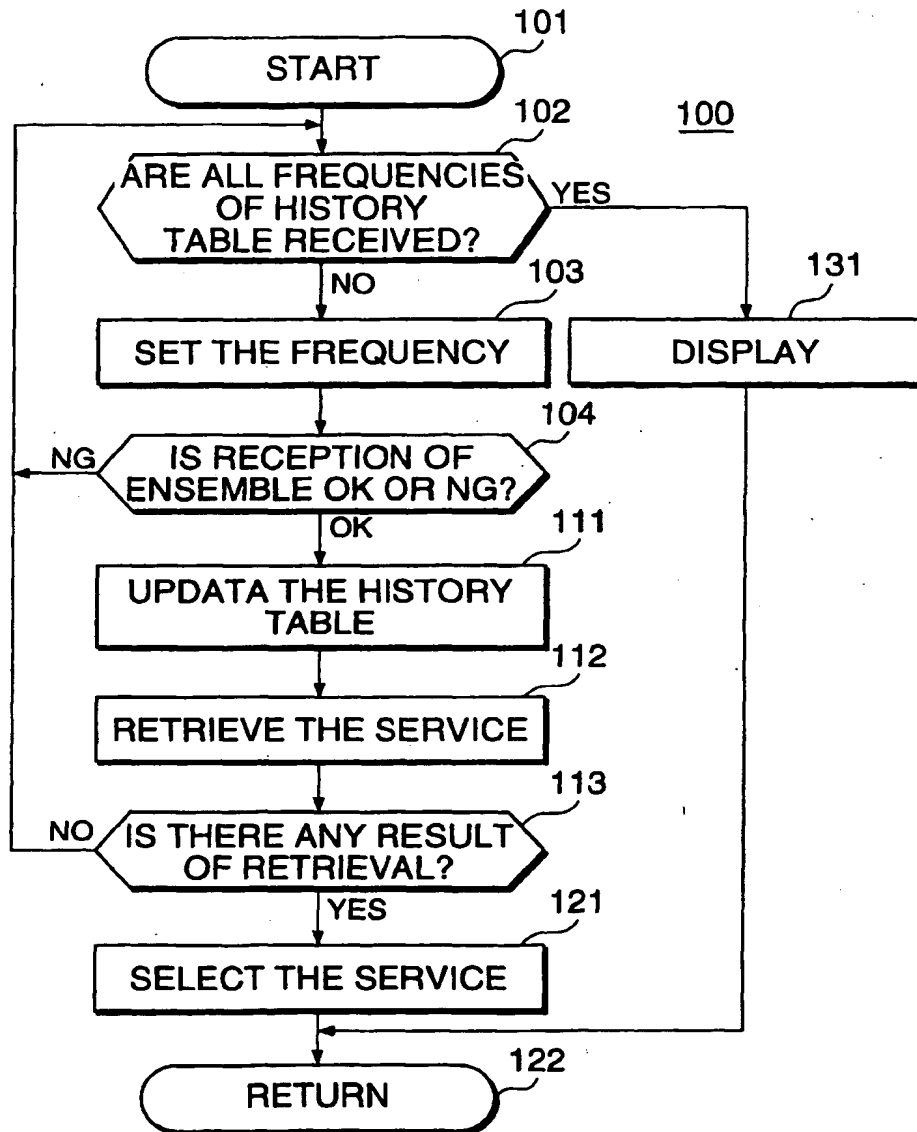 101
START
100
102
ARE ALL FREQUENCIES
OF HISTORY
TABLE RECEIVED?
YES
NO
103
131
SET THE FREQUENCY
DISPLAY
104
NG
IS RECEPTION OF
ENSEMBLE OK OR NG?
OK
111
UPDATA THE HISTORY
TABLE
112
RETRIEVE THE SERVICE
113
NO
IS THERE ANY RESULT
OF RETRIEVAL?
YES
121
SELECT THE SERVICE
122
RETURN